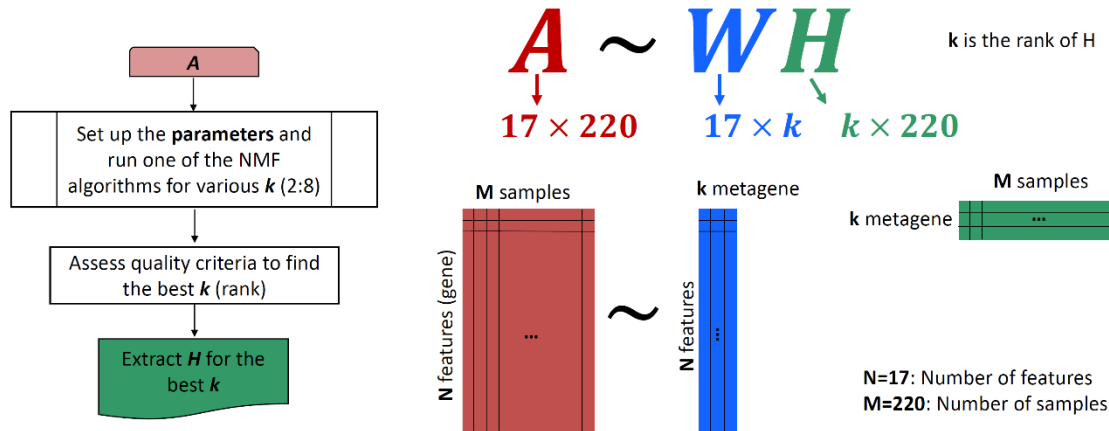 A
Set up the parameters and
run one of the NMF
algorithms for various k (2:8)
Assess quality criteria to find
the best k (rank)
Extract H for the
best k
A ~ W H
k is the rank of H
17 × 220
17 × k
k × 220
M samples
N features (gene)
...
~
k metagene
N features
...
M samples
k metagene
...
N=17: Number of features
M=220: Number of samples